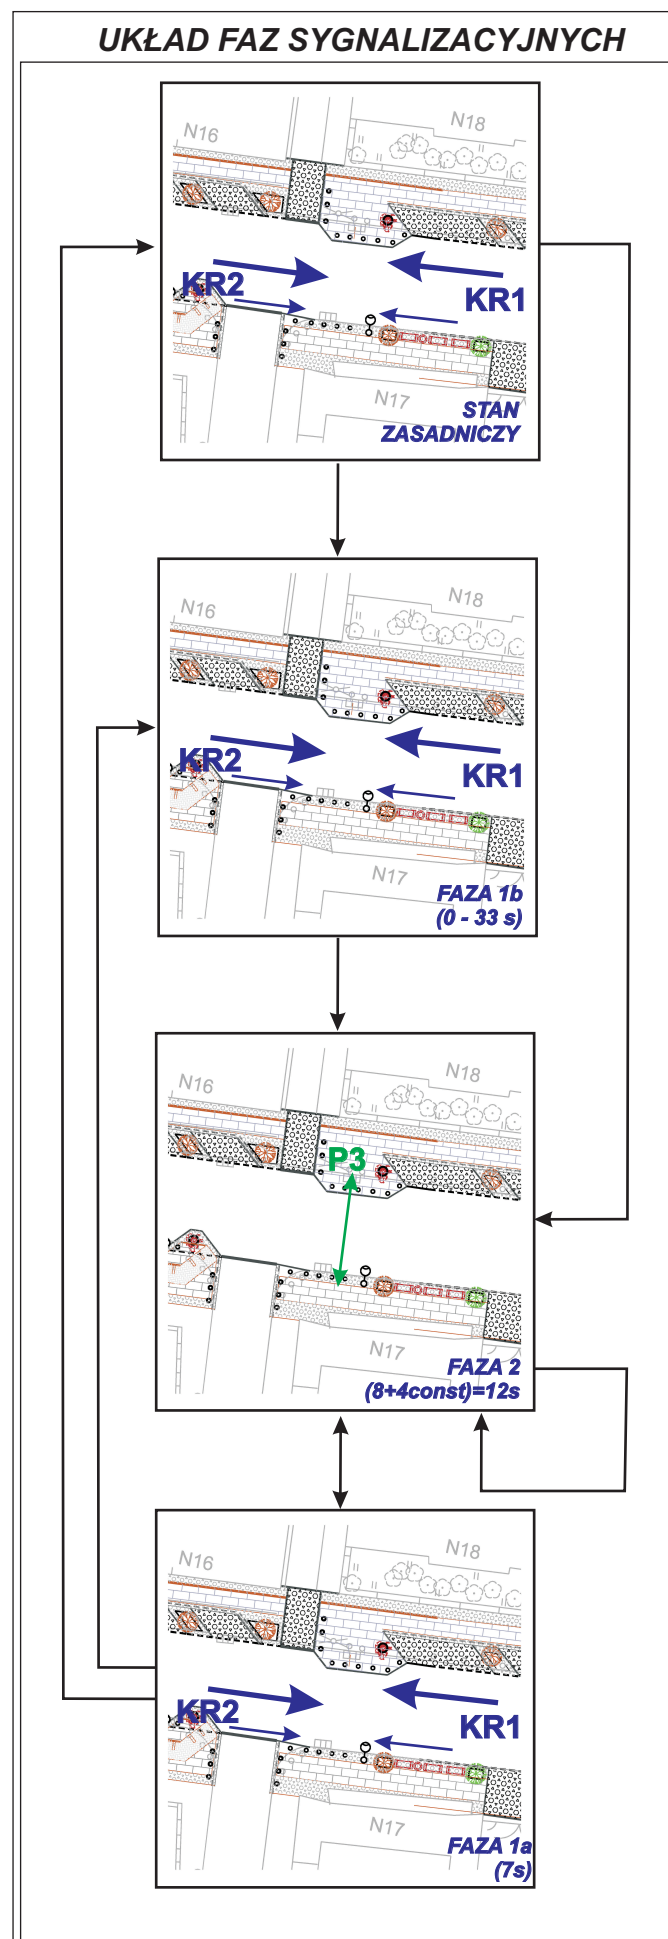 UKŁAD FAZ SYGNALIZACYJNYCH
N16
N18
KR2
KR1
N17
STAN
ZASADNICZY
N16
N18
KR2
KR1
N17
FAZA 1b
(0 - 33 s)
N16
N18
P3
N17
FAZA 2
(8+4const)=12s
N16
N18
KR2
KR1
N17
FAZA 1a
(7s)